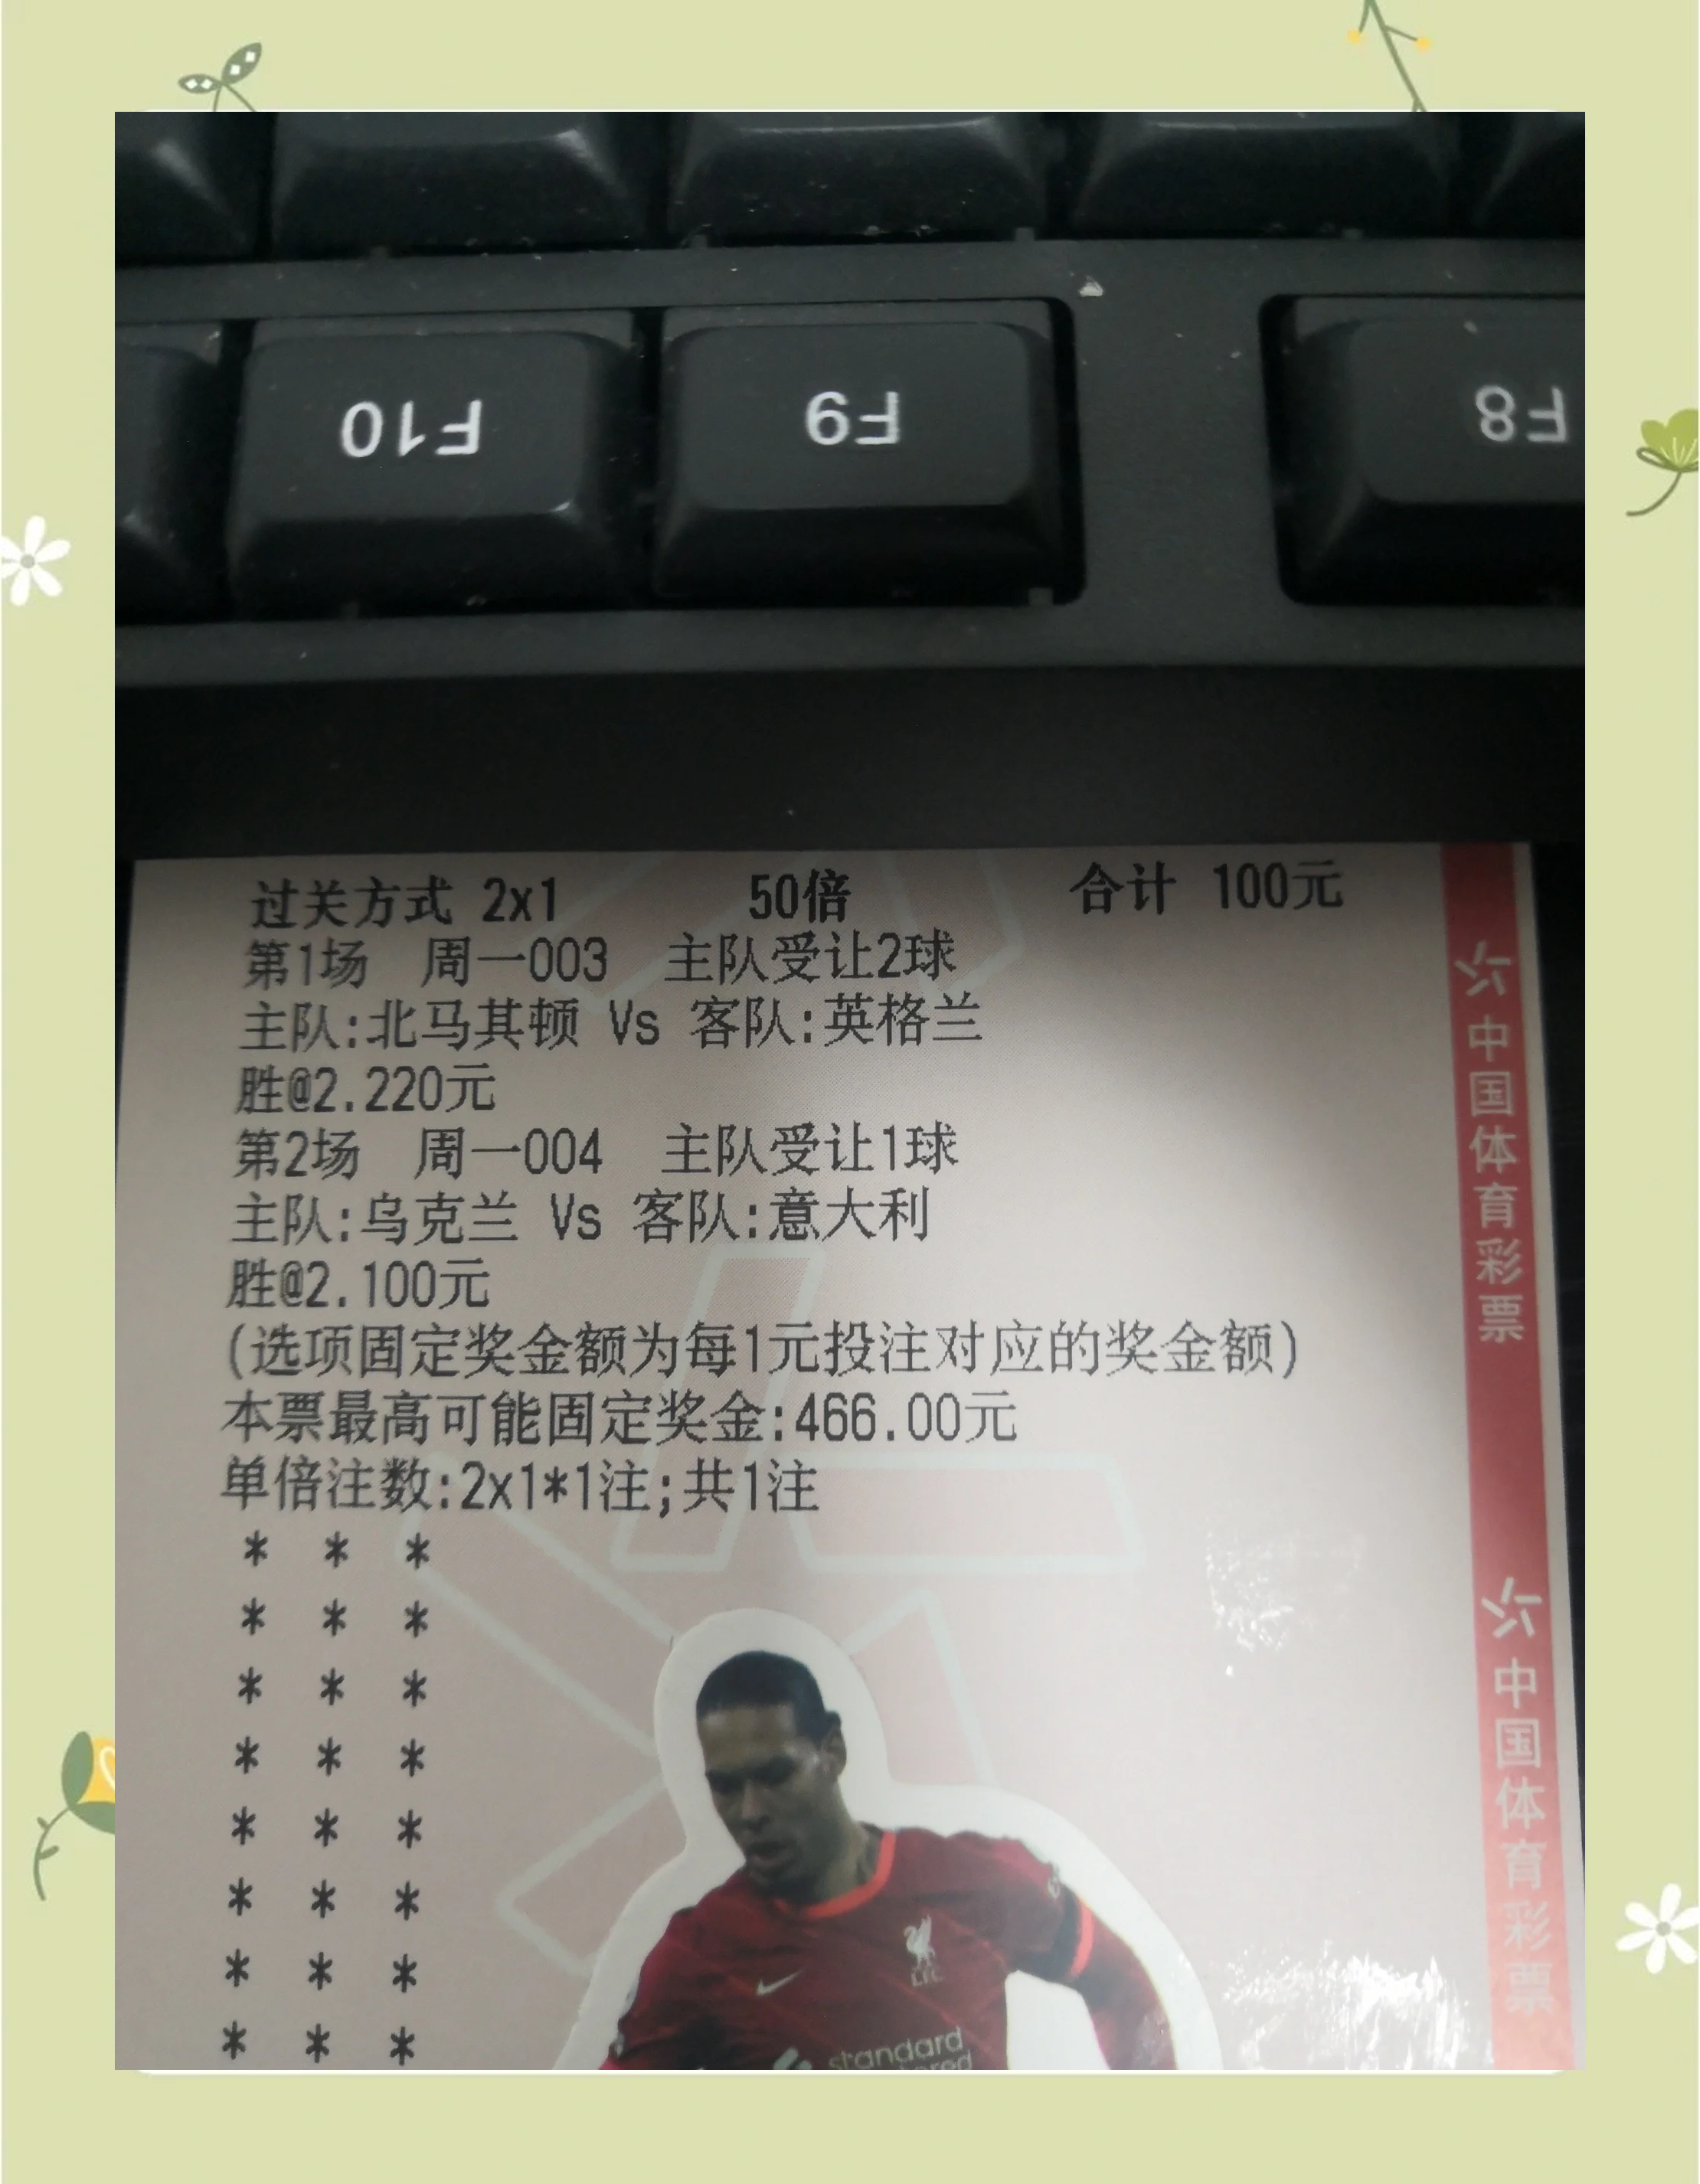 F10 F9 F8
过关方式 2x1 50倍 合计 100元
第1场 周一003 主队受让2球
主队:北马其顿 Vs 客队:英格兰
胜@2.220元
第2场 周一004 主队受让1球
主队:乌克兰 Vs 客队:意大利
胜@2.100元
(选项固定奖金额为每1元投注对应的奖金额)
本票最高可能固定奖金:466.00元
单倍注数:2x1*1注;共1注
* * *
* * *
* * *
* * *
* * *
* * *
* * *
* * *
中国体育彩票
中国体育彩票
LFC
standard